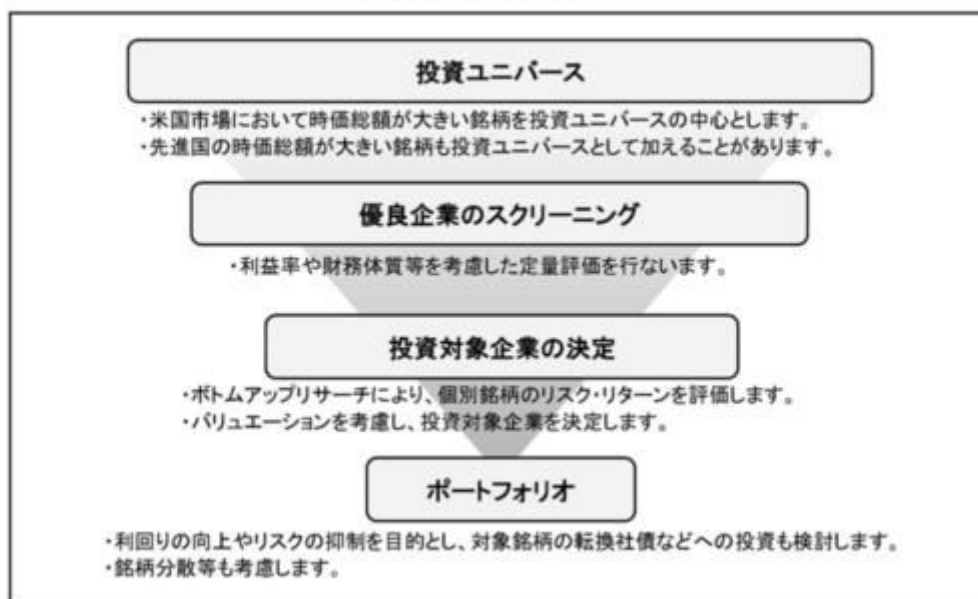 投資ユニバース
・米国市場において時価総額が大きい銘柄を投資ユニバースの中心とします。
・先進国の時価総額が大きい銘柄も投資ユニバースとして加えることがあります。
優良企業のスクリーニング
・利益率や財務体質等を考慮した定量評価を行ないます。
投資対象企業の決定
・ボトムアップリサーチにより、個別銘柄のリスク・リターンを評価します。
・バリュエーションを考慮し、投資対象企業を決定します。
ポートフォリオ
・利回りの向上やリスクの抑制を目的とし、対象銘柄の転換社債などへの投資も検討します。
・銘柄分散等も考慮します。